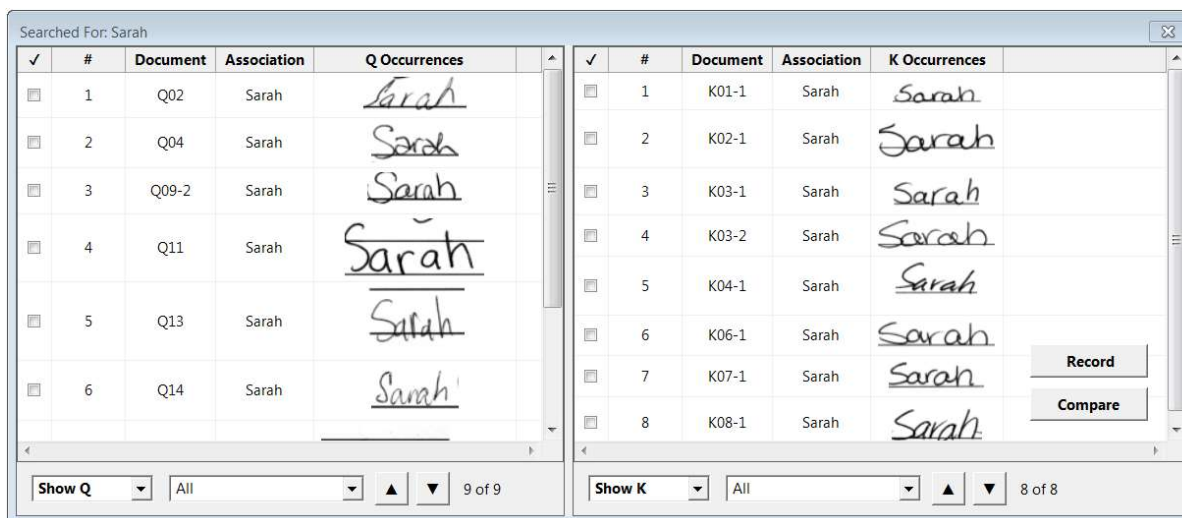 Searched For: Sarah
✓ # Document Association Q Occurrences
1 Q02 Sarah Sarah
2 Q04 Sarah Sarah
3 Q09-2 Sarah Sarah
4 Q11 Sarah Sarah
5 Q13 Sarah Sarah
6 Q14 Sarah Sarah
Show Q All ▲ ▼ 9 of 9
✓ # Document Association K Occurrences
1 K01-1 Sarah Sarah
2 K02-1 Sarah Sarah
3 K03-1 Sarah Sarah
4 K03-2 Sarah Sarah
5 K04-1 Sarah Sarah
6 K06-1 Sarah Sarah
7 K07-1 Sarah Sarah
8 K08-1 Sarah Sarah
Record
Compare
Show K All ▲ ▼ 8 of 8